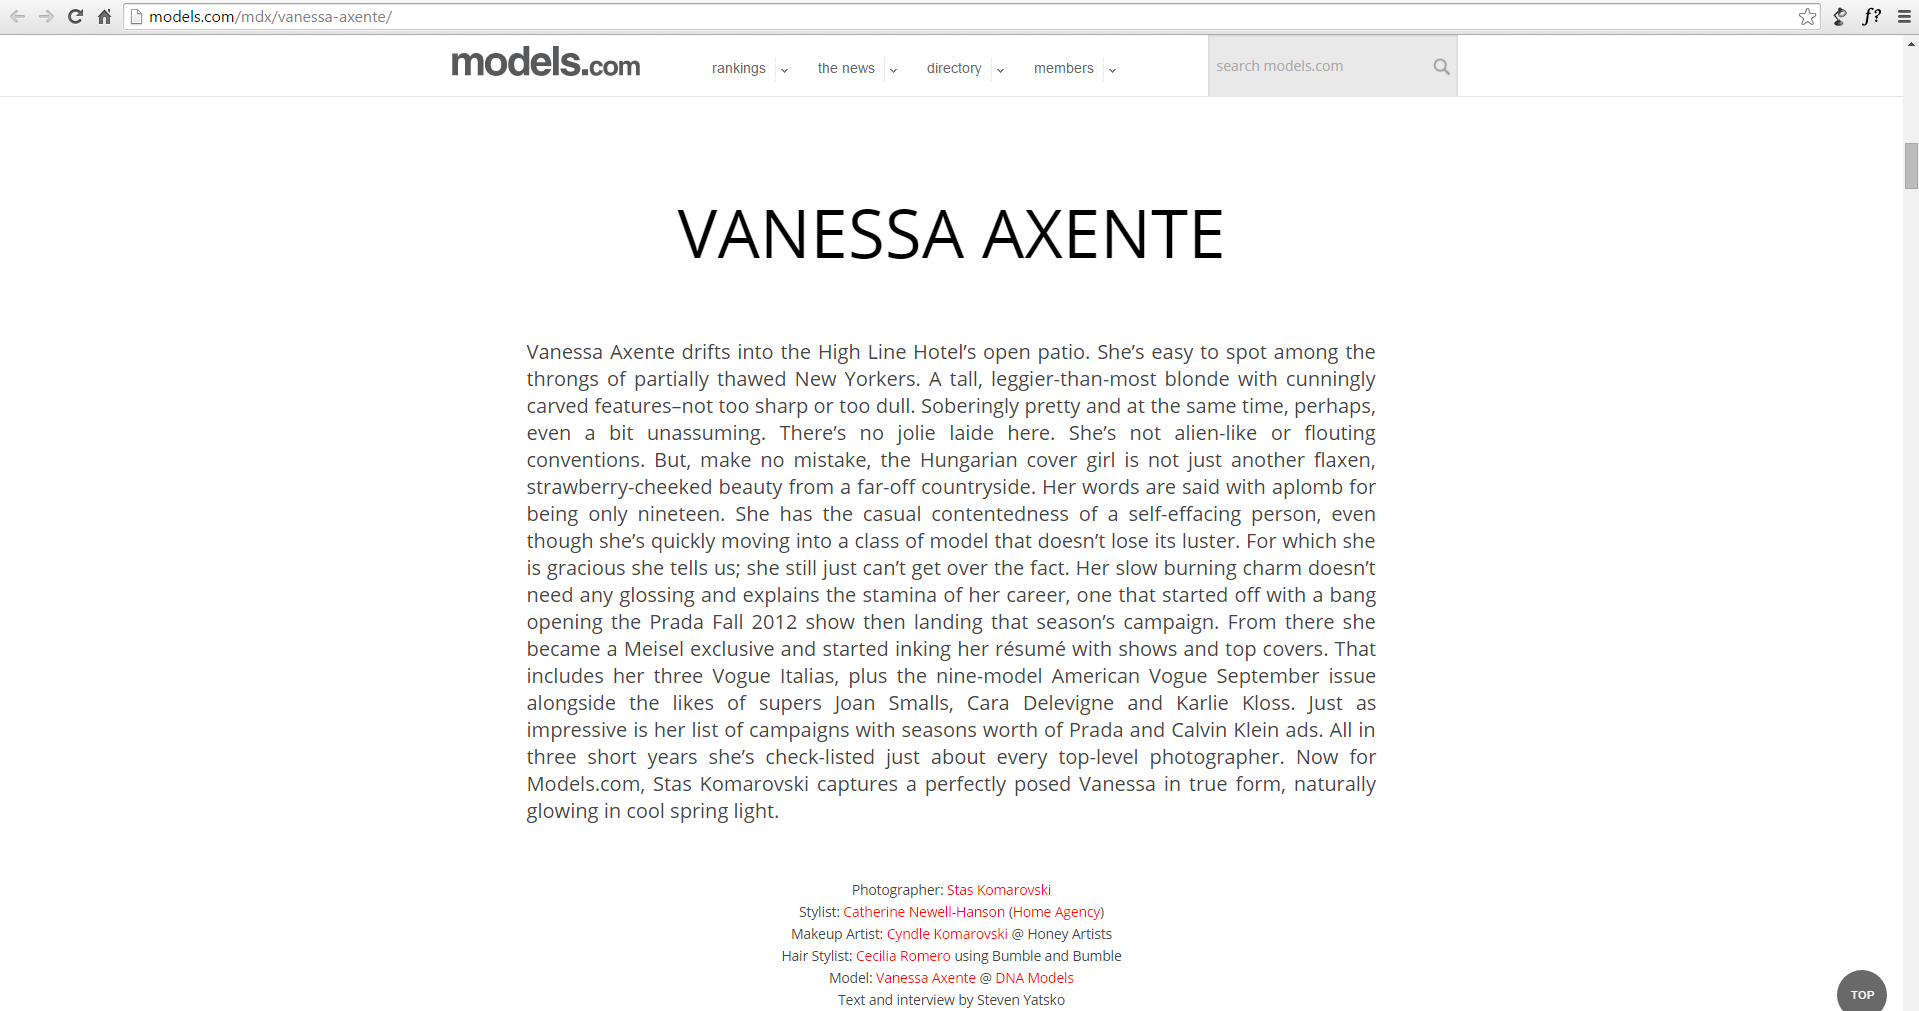 models.com/mdx/vanessa-axente/
f?
models.com
rankings
the news
directory
members
search models.com
VANESSA AXENTE
Vanessa Axente drifts into the High Line Hotel’s open patio. She’s easy to spot among the
throngs of partially thawed New Yorkers. A tall, leggier-than-most blonde with cunningly
carved features–not too sharp or too dull. Soberingly pretty and at the same time, perhaps,
even a bit unassuming. There’s no jolie laide here. She’s not alien-like or flouting
conventions. But, make no mistake, the Hungarian cover girl is not just another flaxen,
strawberry-cheeked beauty from a far-off countryside. Her words are said with aplomb for
being only nineteen. She has the casual contentedness of a self-effacing person, even
though she’s quickly moving into a class of model that doesn’t lose its luster. For which she
is gracious she tells us; she still just can’t get over the fact. Her slow burning charm doesn’t
need any glossing and explains the stamina of her career, one that started off with a bang
opening the Prada Fall 2012 show then landing that season’s campaign. From there she
became a Meisel exclusive and started inking her résumé with shows and top covers. That
includes her three Vogue Italias, plus the nine-model American Vogue September issue
alongside the likes of supers Joan Smalls, Cara Delevigne and Karlie Kloss. Just as
impressive is her list of campaigns with seasons worth of Prada and Calvin Klein ads. All in
three short years she’s check-listed just about every top-level photographer. Now for
Models.com, Stas Komarovski captures a perfectly posed Vanessa in true form, naturally
glowing in cool spring light.
Photographer: Stas Komarovski
Stylist: Catherine Newell-Hanson (Home Agency)
Makeup Artist: Cyndle Komarovski @ Honey Artists
Hair Stylist: Cecilia Romero using Bumble and Bumble
Model: Vanessa Axente @ DNA Models
Text and interview by Steven Yatsko
TOP